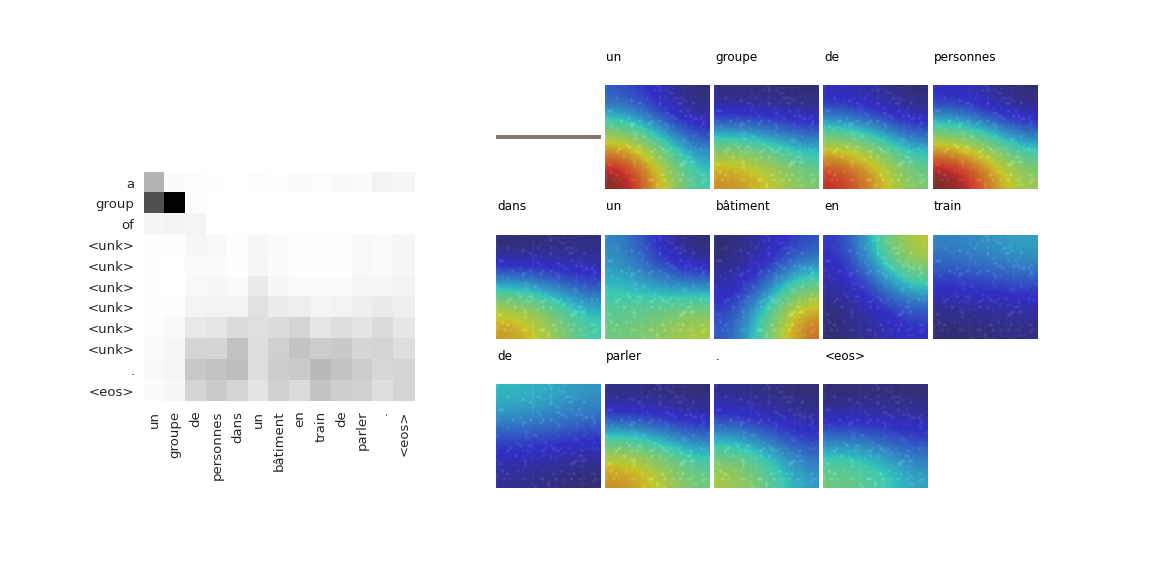 a
group
of
<unk>
<unk>
<unk>
<unk>
<unk>
<unk>
.
<eos>
un groupe de personnes dans un bâtiment en train de parler . <eos>
un groupe de personnes
dans un bâtiment en train
de parler . <eos>